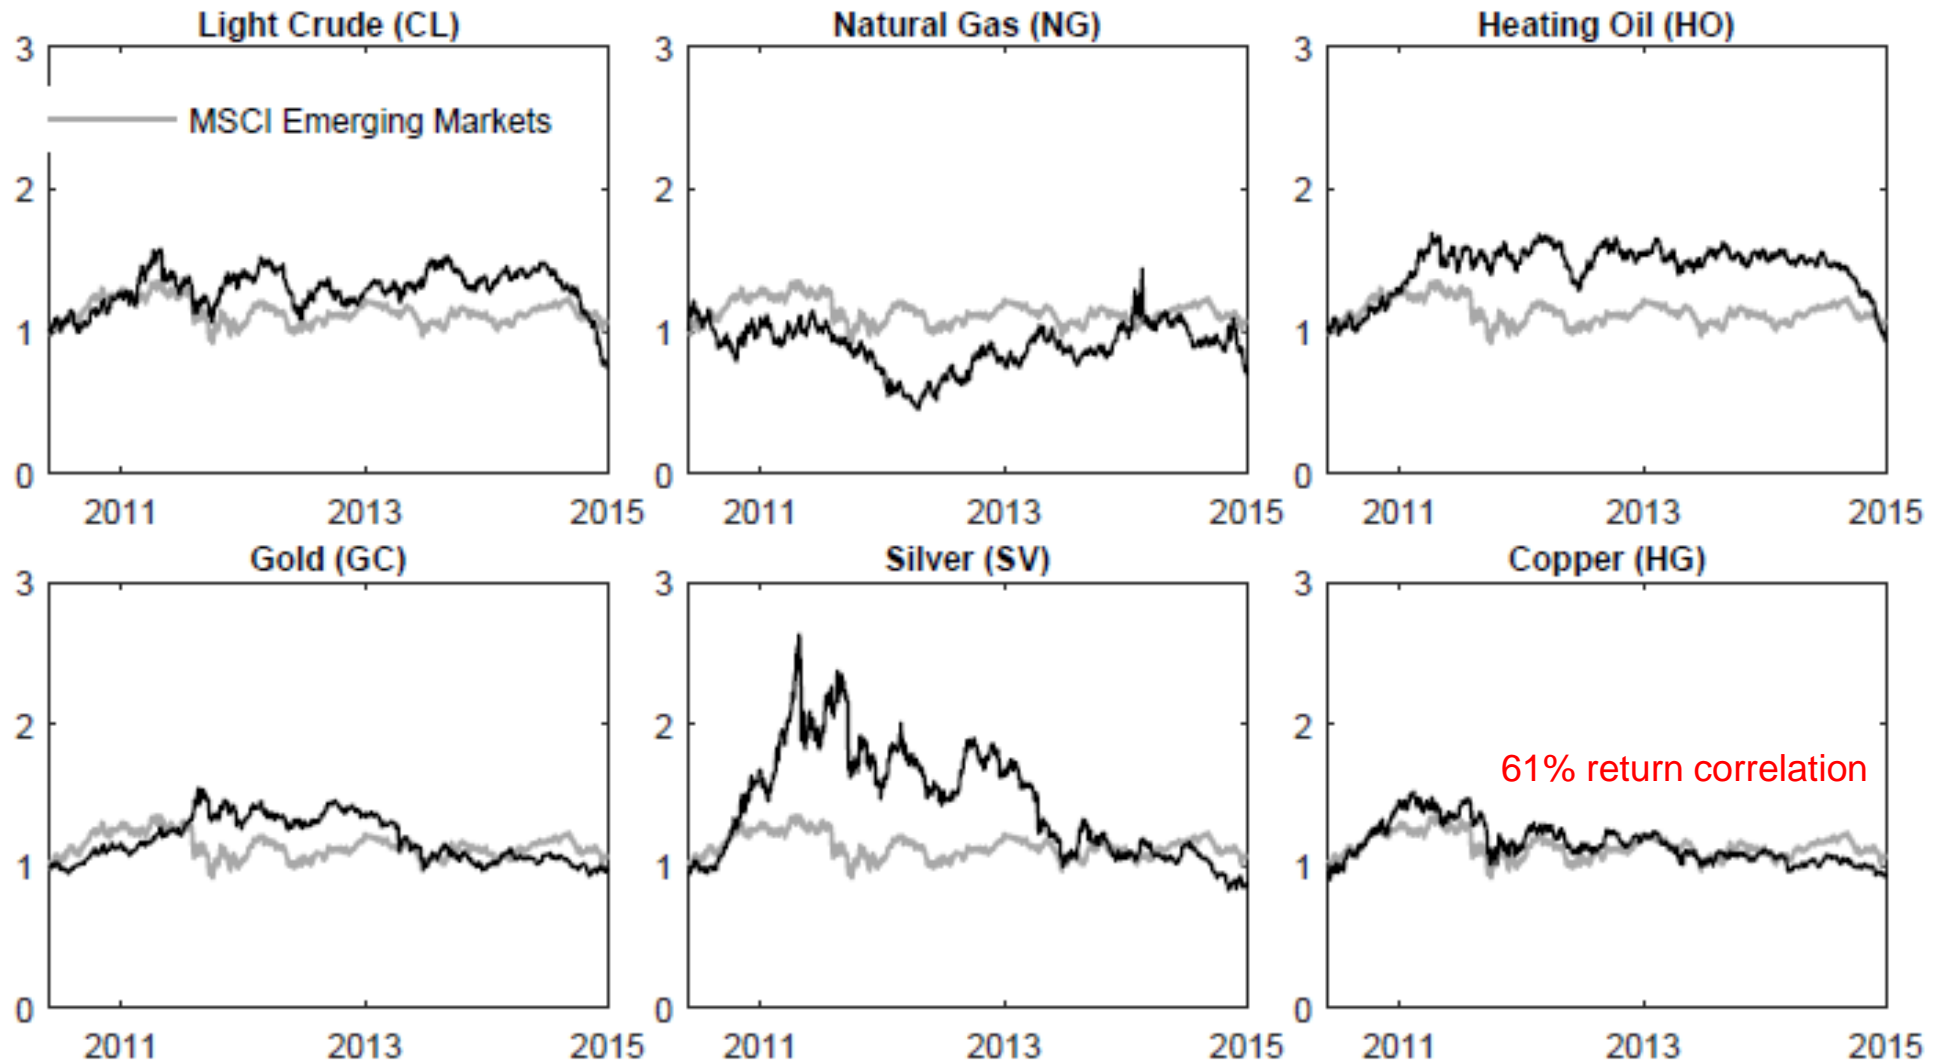 Light Crude (CL)
3
MSCI Emerging Markets
2
1
0
2011 2013 2015
Natural Gas (NG)
3
2
1
0
2011 2013 2015
Heating Oil (HO)
3
2
1
0
2011 2013 2015
Gold (GC)
3
2
1
0
2011 2013 2015
Silver (SV)
3
2
1
0
2011 2013 2015
Copper (HG)
3
2
61% return correlation
1
0
2011 2013 2015